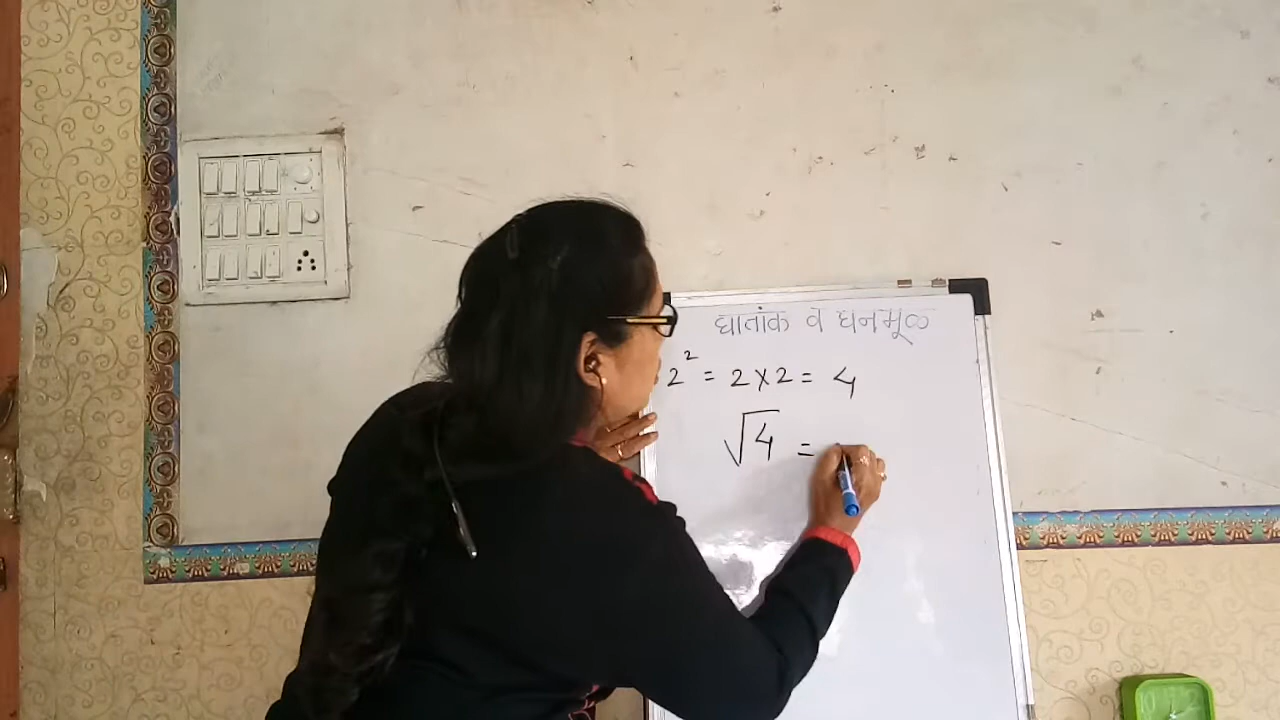 घातांक व घनमूळ
2² = 2 × 2 = 4
√4 =